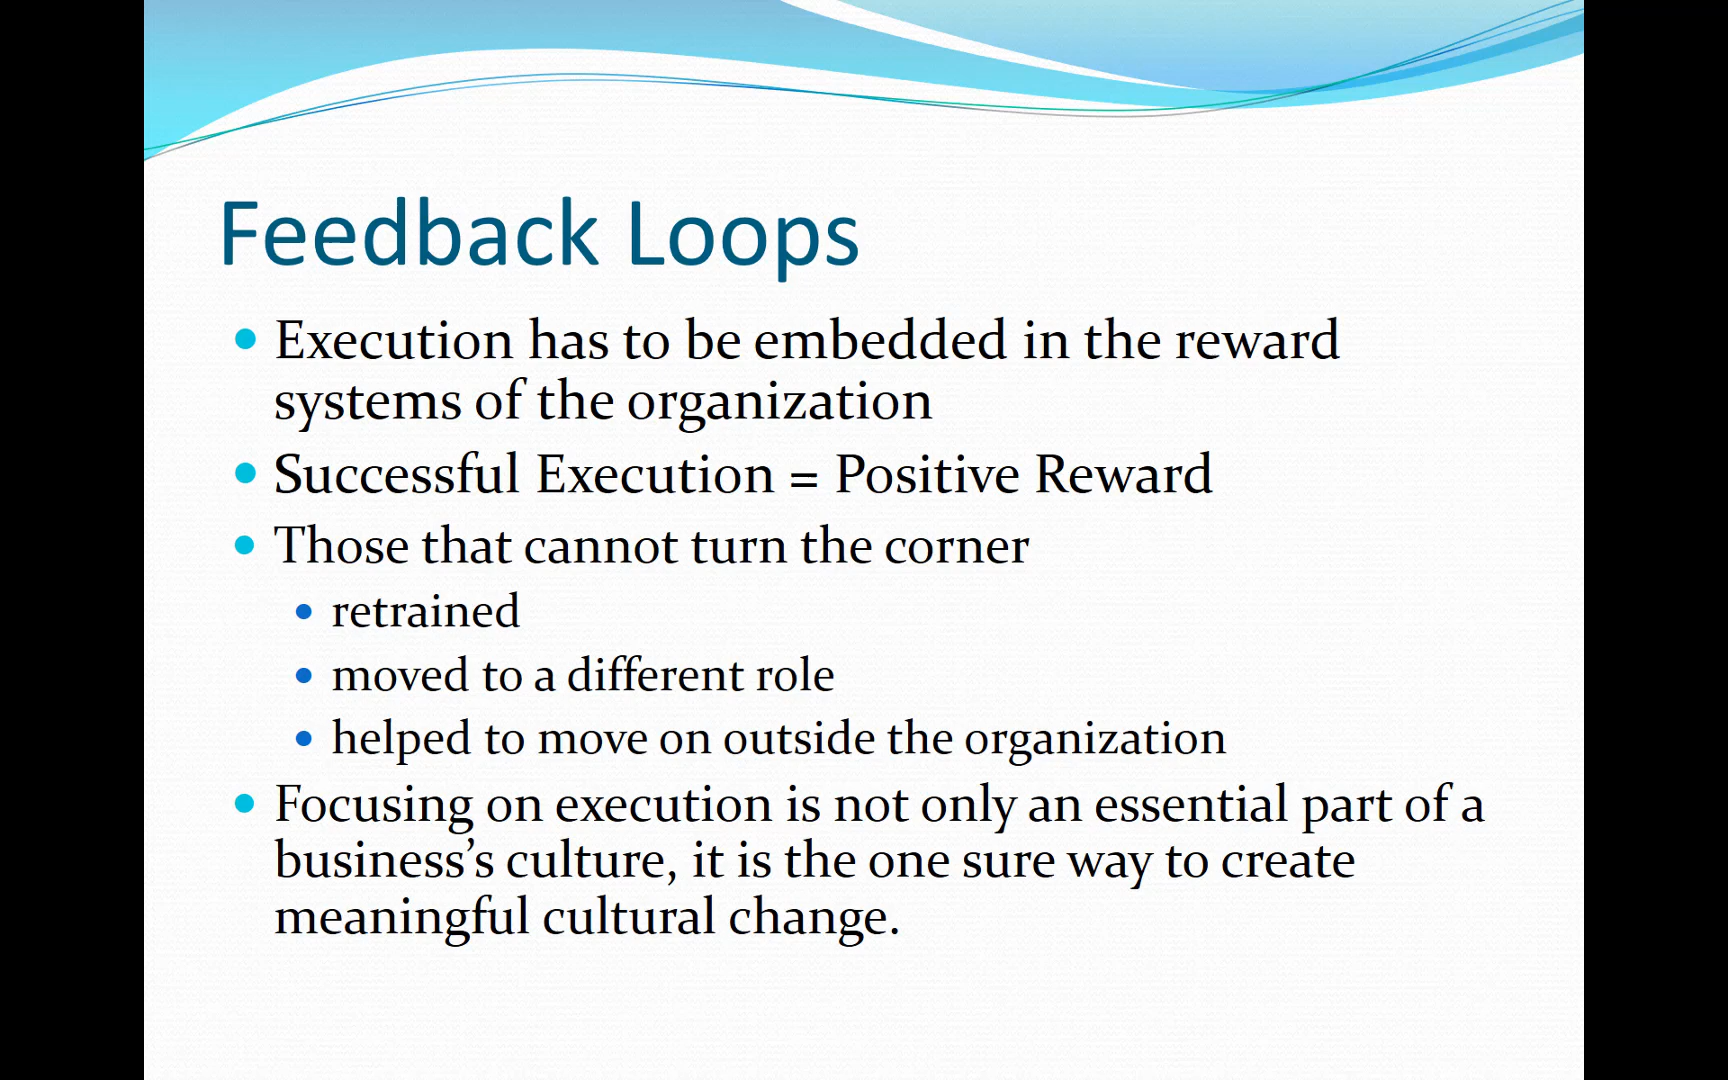 Feedback Loops
Execution has to be embedded in the reward
systems of the organization
Successful Execution = Positive Reward
Those that cannot turn the corner
retrained
moved to a different role
helped to move on outside the organization
Focusing on execution is not only an essential part of a
business’s culture, it is the one sure way to create
meaningful cultural change.